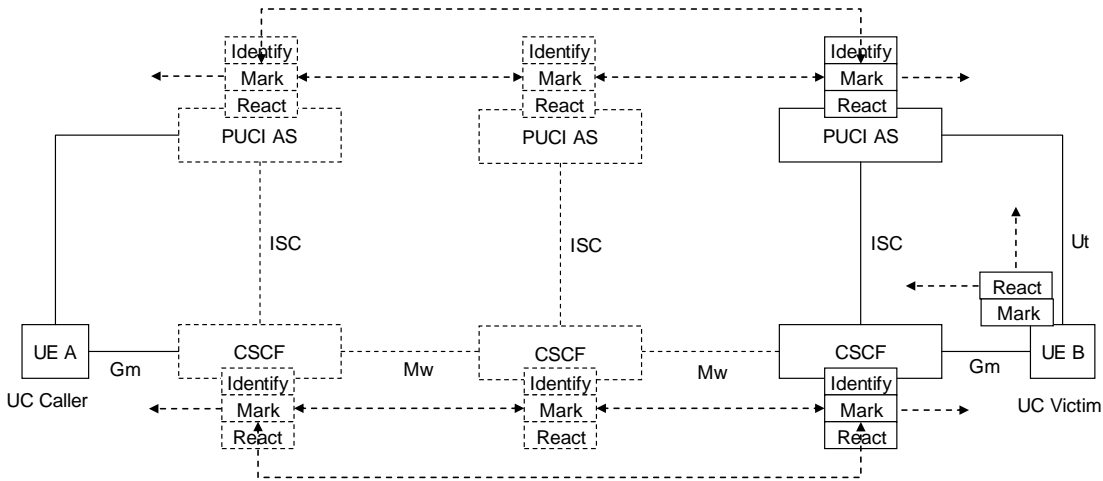 Identify
Mark
React
PUCI AS
Identify
Mark
React
PUCI AS
Identify
Mark
React
PUCI AS
ISC
ISC
ISC
Ut
React
Mark
UE A
UC Caller
Gm
CSCF
Identify
Mark
React
Mw
CSCF
Identify
Mark
React
Mw
CSCF
Identify
Mark
React
Gm
UE B
UC Victim